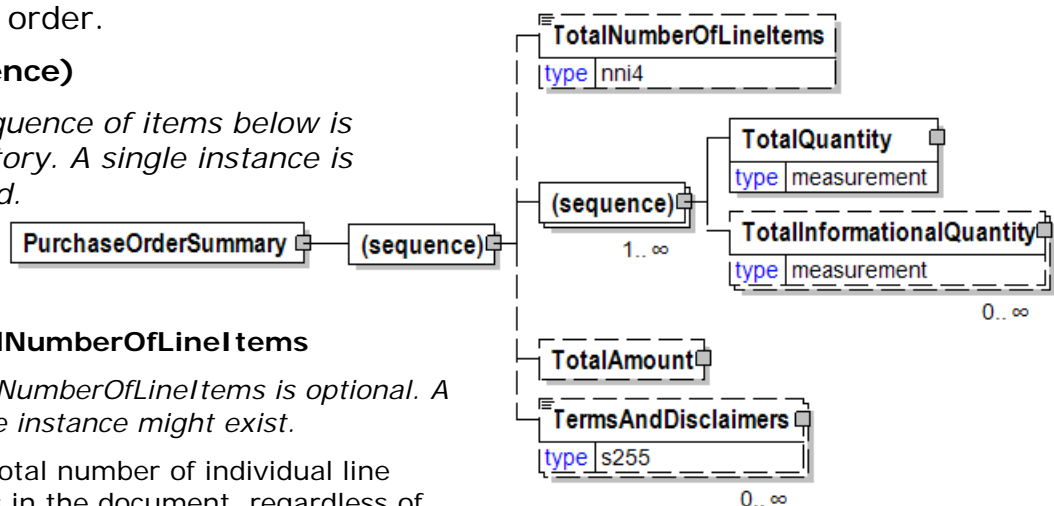 order.
ence)
quence of items below is
tory. A single instance is
d.
PurchaseOrderSummary
(sequence)
TotalNumberOfLineItems
type nni4
(sequence)
1.. ∞
TotalQuantity
type measurement
TotalInformationalQuantity
type measurement
0.. ∞
TotalAmount
TermsAndDisclaimers
type s255
0.. ∞
lNumberOfLineItems
NumberOfLineItems is optional. A
e instance might exist.
otal number of individual line
in the document, regardless of